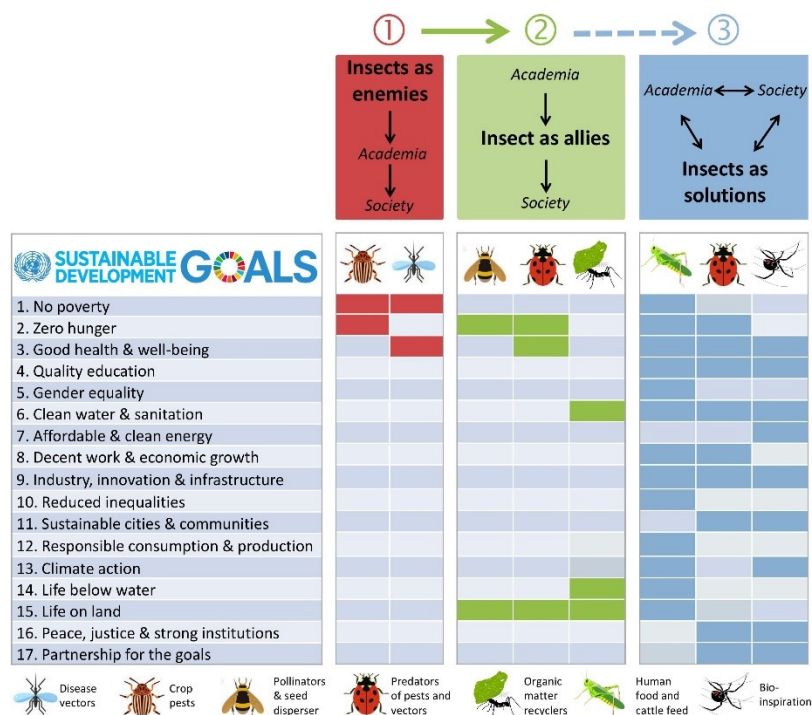 ① ② ③
Insects as
enemies
Academia
Society
Academia
Insect as allies
Society
Academia Society
Insects as
solutions
SUSTAINABLE
DEVELOPMENT GOALS
1. No poverty
2. Zero hunger
3. Good health & well-being
4. Quality education
5. Gender equality
6. Clean water & sanitation
7. Affordable & clean energy
8. Decent work & economic growth
9. Industry, innovation & infrastructure
10. Reduced inequalities
11. Sustainable cities & communities
12. Responsible consumption & production
13. Climate action
14. Life below water
15. Life on land
16. Peace, justice & strong institutions
17. Partnership for the goals
Disease
vectors
Crop
pests
Pollinators
& seed
disperser
Predators
of pests and
vectors
Organic
matter
recyclers
Human
food and
cattle feed
Bio-
inspiration